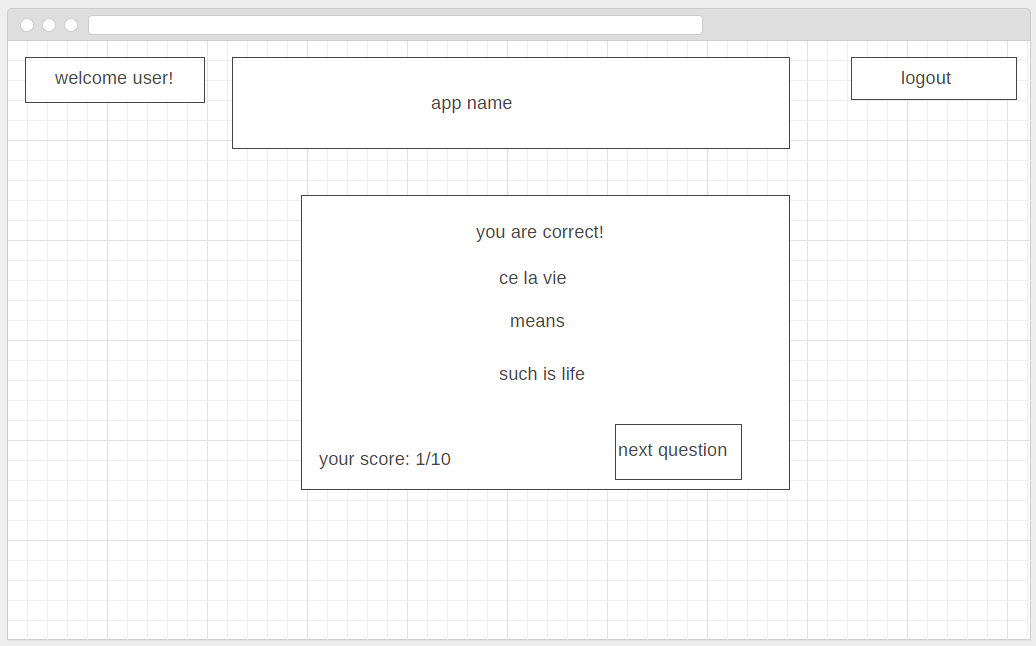 welcome user!
app name
logout
you are correct!
ce la vie
means
such is life
your score: 1/10
next question